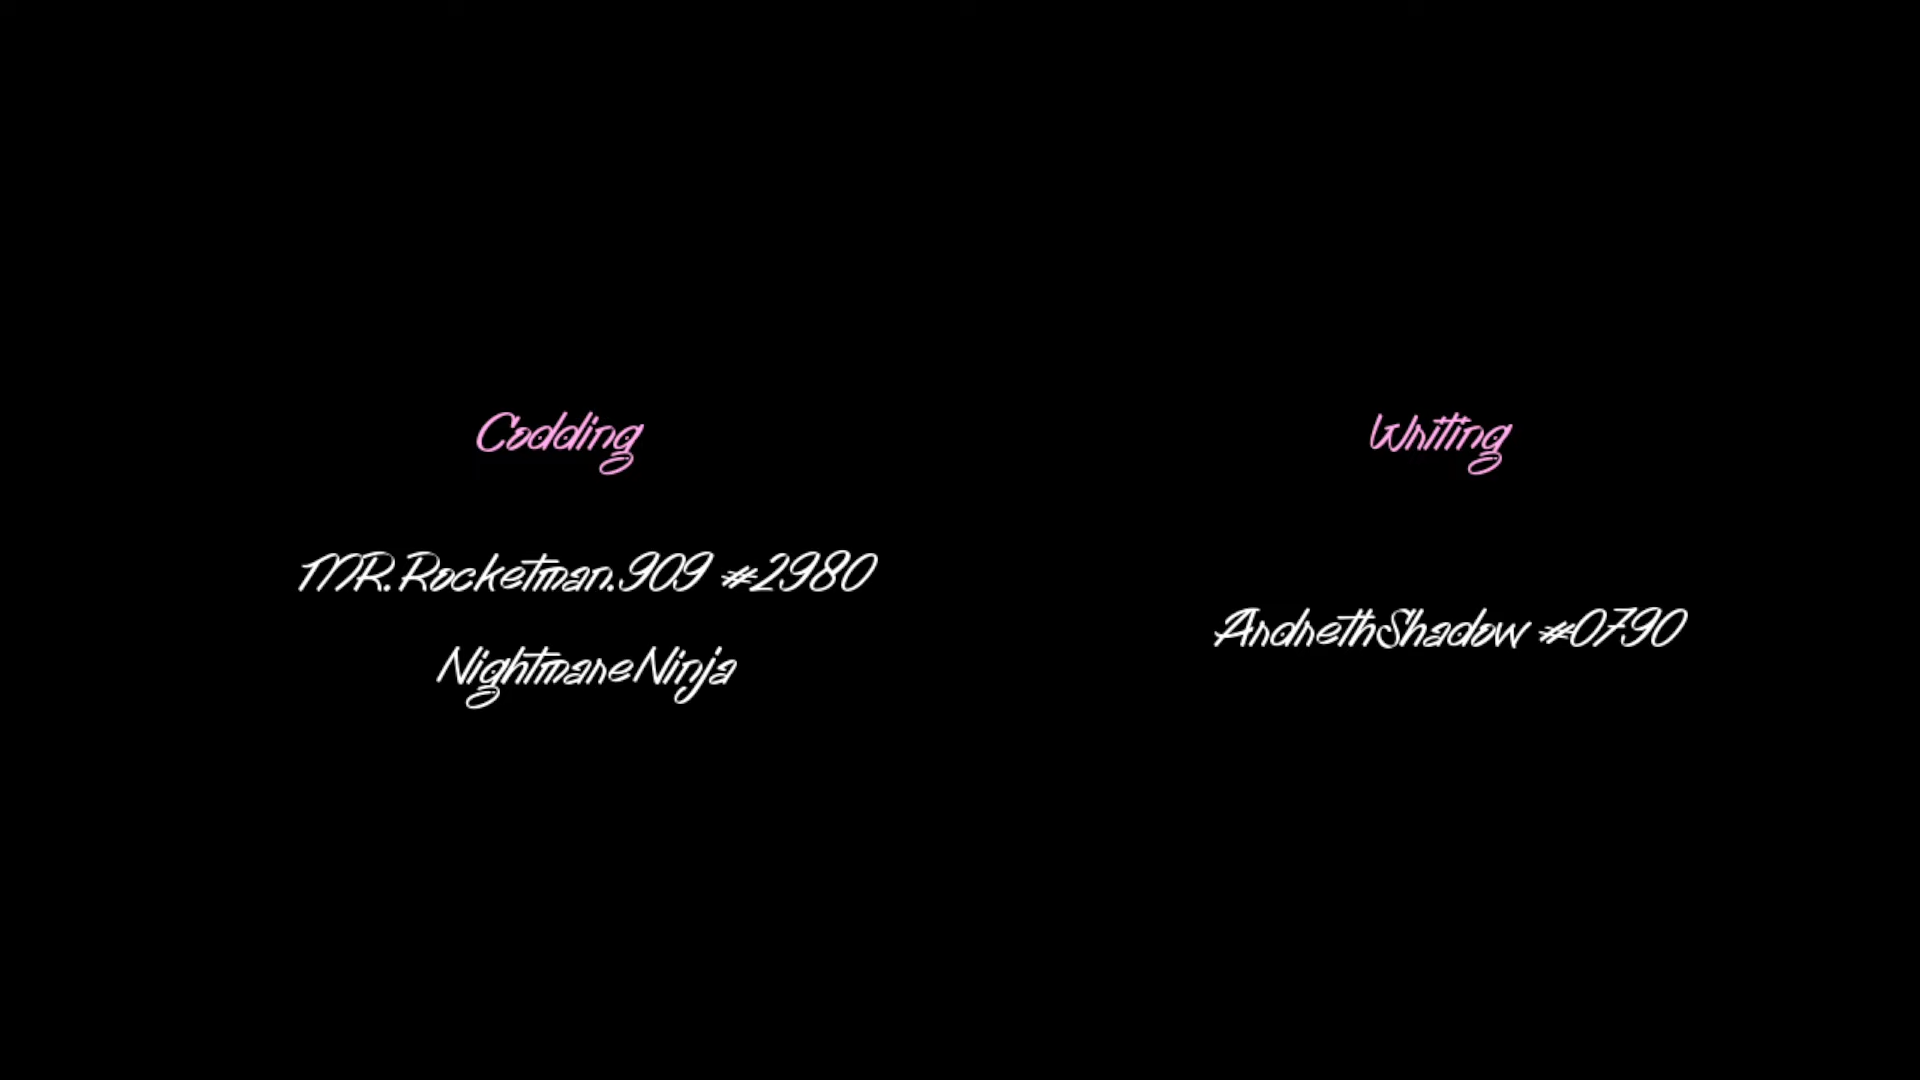 Codding
MR.Rocketman.909 #2980
NightmareNinja
Writing
AndrethShadow #0790